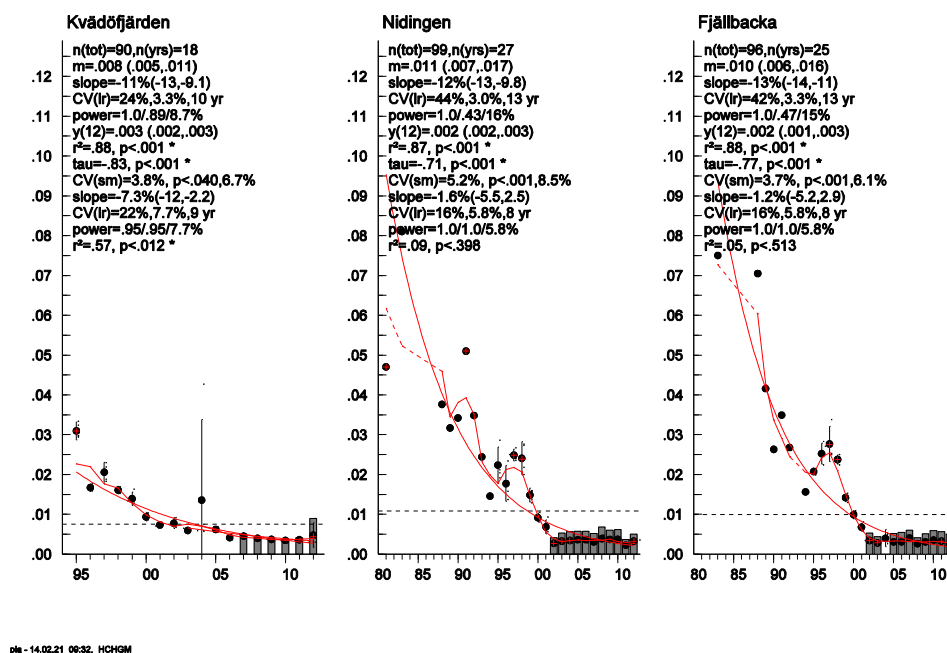 Kvädöfjärden
n(tot)=90,n(yrs)=18
m=.008 (.005,.011)
slope=-11%(-13,-9.1)
CV(lr)=24%,3.3%,10 yr
power=1.0/.89/8.7%
y(12)=.003 (.002,.003)
r²=.88, p<.001 *
tau=-.83, p<.001 *
CV(sm)=3.8%, p<.040,6.7%
slope=-7.3%(-12,-2.2)
CV(lr)=22%,7.7%,9 yr
power=.95/.95/7.7%
r²=.57, p<.012 *
.12
.11
.10
.09
.08
.07
.06
.05
.04
.03
.02
.01
.00
95 00 05 10
Nidingen
n(tot)=99,n(yrs)=27
m=.011 (.007,.017)
slope=-12%(-13,-9.8)
CV(lr)=44%,3.0%,13 yr
power=1.0/.43/16%
y(12)=.002 (.002,.003)
r²=.87, p<.001 *
tau=-.71, p<.001 *
CV(sm)=5.2%, p<.001,8.5%
slope=-1.6%(-5.5,2.5)
CV(lr)=16%,5.8%,8 yr
power=1.0/1.0/5.8%
r²=.09, p<.398
.12
.11
.10
.09
.08
.07
.06
.05
.04
.03
.02
.01
.00
80 85 90 95 00 05 10
Fjällbacka
n(tot)=96,n(yrs)=25
m=.010 (.006,.016)
slope=-13%(-14,-11)
CV(lr)=42%,3.3%,13 yr
power=1.0/.47/15%
y(12)=.002 (.001,.003)
r²=.88, p<.001 *
tau=-.77, p<.001 *
CV(sm)=3.7%, p<.001,6.1%
slope=-1.2%(-5.2,2.9)
CV(lr)=16%,5.8%,8 yr
power=1.0/1.0/5.8%
r²=.05, p<.513
.12
.11
.10
.09
.08
.07
.06
.05
.04
.03
.02
.01
.00
80 85 90 95 00 05 10
pia - 14.02.21 09:32, HCHGM